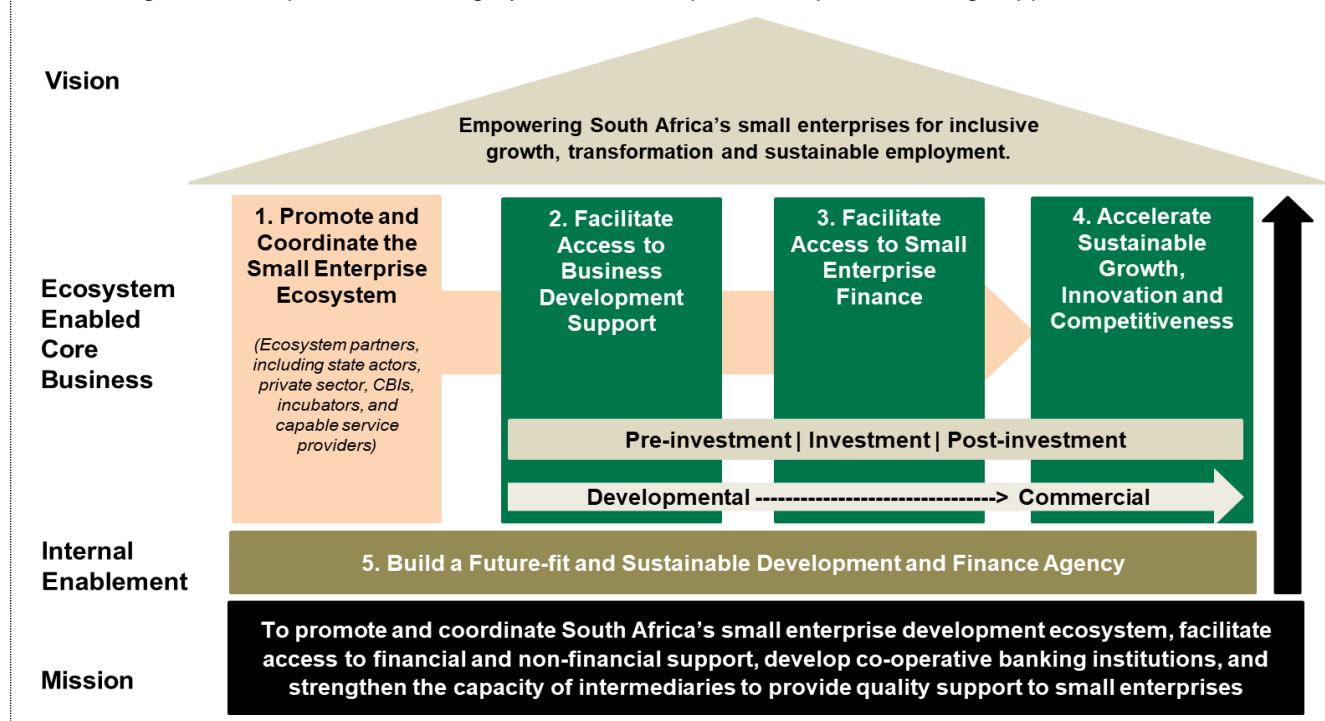 Vision
Empowering South Africa's small enterprises for inclusive
growth, transformation and sustainable employment.
Ecosystem
Enabled
Core
Business
1. Promote and
Coordinate the
Small Enterprise
Ecosystem
(Ecosystem partners,
including state actors,
private sector, CBIs,
incubators, and
capable service
providers)
2. Facilitate
Access to
Business
Development
Support
3. Facilitate
Access to Small
Enterprise
Finance
4. Accelerate
Sustainable
Growth,
Innovation and
Competitiveness
Pre-investment | Investment | Post-investment
Developmental --------------------------------> Commercial
Internal
Enablement
5. Build a Future-fit and Sustainable Development and Finance Agency
Mission
To promote and coordinate South Africa's small enterprise development ecosystem, facilitate
access to financial and non-financial support, develop co-operative banking institutions, and
strengthen the capacity of intermediaries to provide quality support to small enterprises